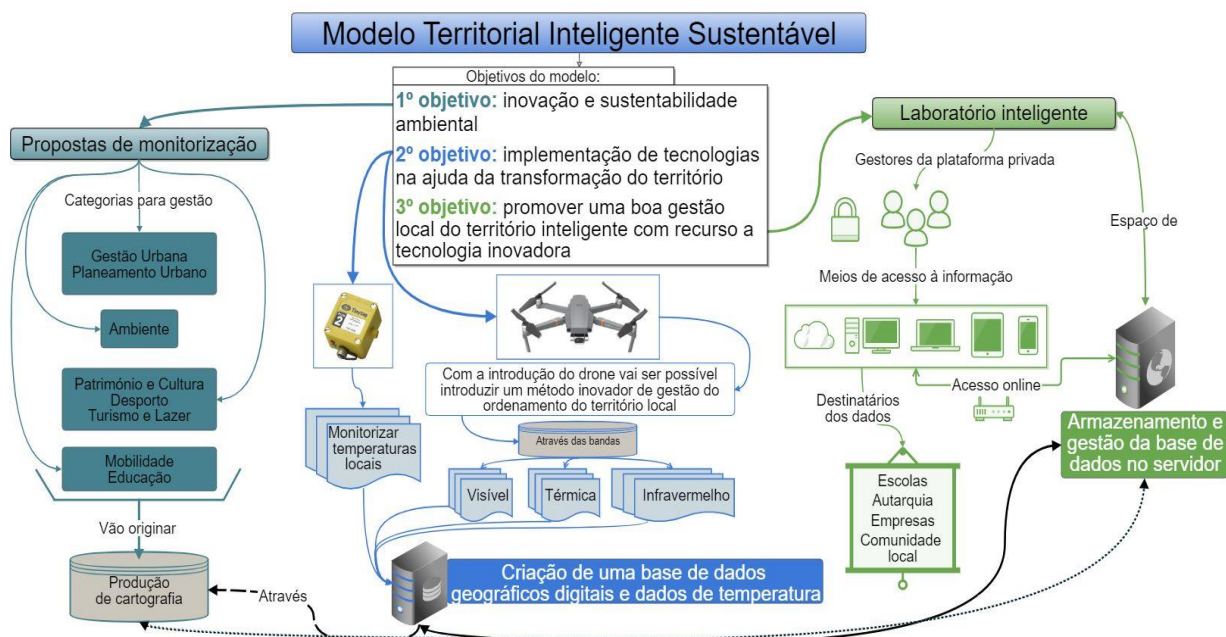 Modelo Territorial Inteligente Sustentável
Objetivos do modelo:
1º objetivo: inovação e sustentabilidade
ambiental
2º objetivo: implementação de tecnologias
na ajuda da transformação do território
3º objetivo: promover uma boa gestão
local do território inteligente com recurso a
tecnologia inovadora
Propostas de monitorização
Categorias para gestão
Gestão Urbana
Planeamento Urbano
Ambiente
Património e Cultura
Desporto
Turismo e Lazer
Mobilidade
Educação
Vão originar
Produção
de cartografia
Através
2
Com a introdução do drone vai ser possível
introduzir um método inovador de gestão do
ordenamento do território local
Monitorizar
temperaturas
locais
Através das bandas
Visível
Térmica
Infravermelho
Criação de uma base de dados
geográficos digitais e dados de temperatura
Laboratório inteligente
Gestores da plataforma privada
Espaço de
Meios de acesso à informação
Acesso online
Destinatários
dos dados
Escolas
Autarquia
Empresas
Comunidade
local
Armazenamento e
gestão da base de
dados no servidor